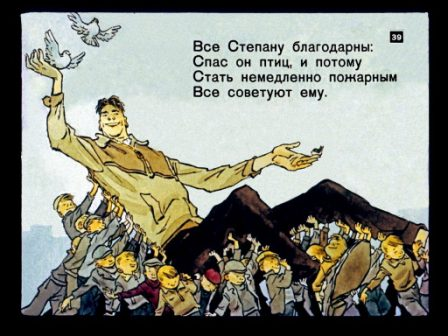 39
Все Степану благодарны:
Спас он птиц, и потому
Стать немедленно пожарным
Все советуют ему.